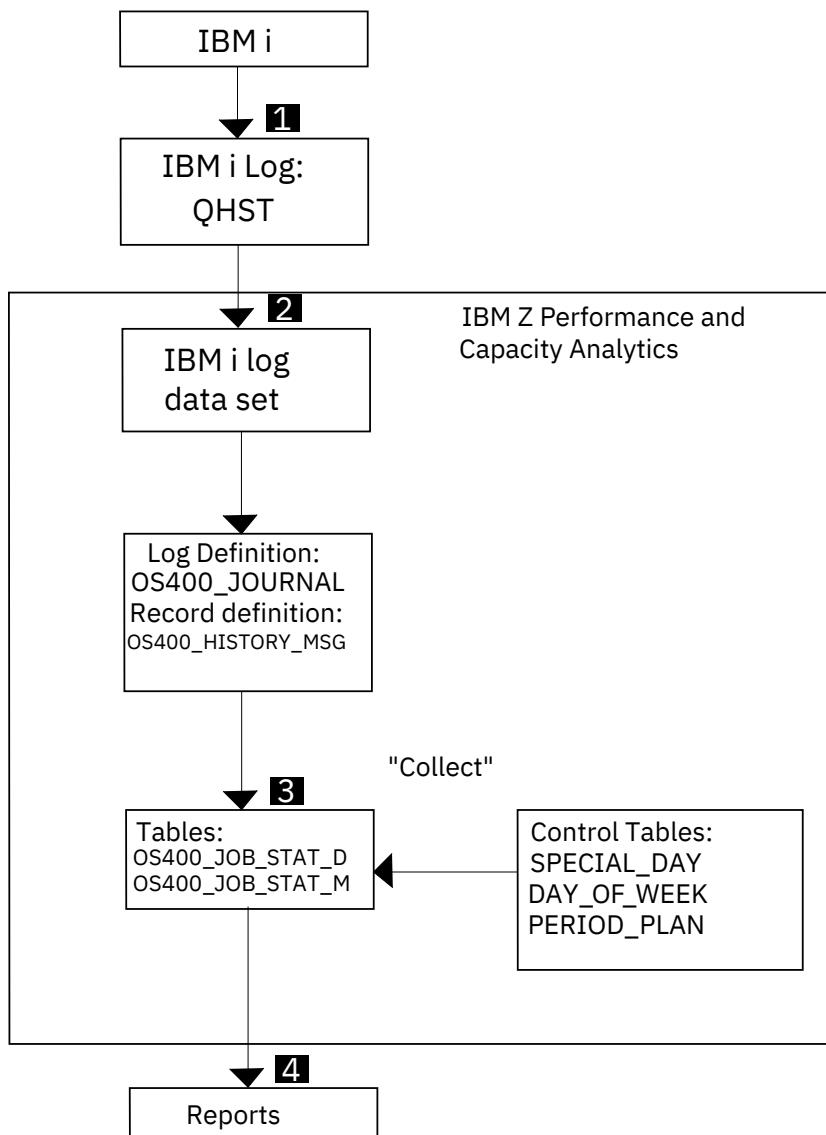 IBM i
1
IBM i Log:
QHST
2
IBM Z Performance and
Capacity Analytics
IBM i log
data set
Log Definition:
OS400_JOURNAL
Record definition:
OS400_HISTORY_MSG
"Collect"
3
Tables:
OS400_JOB_STAT_D
OS400_JOB_STAT_M
Control Tables:
SPECIAL_DAY
DAY_OF_WEEK
PERIOD_PLAN
4
Reports